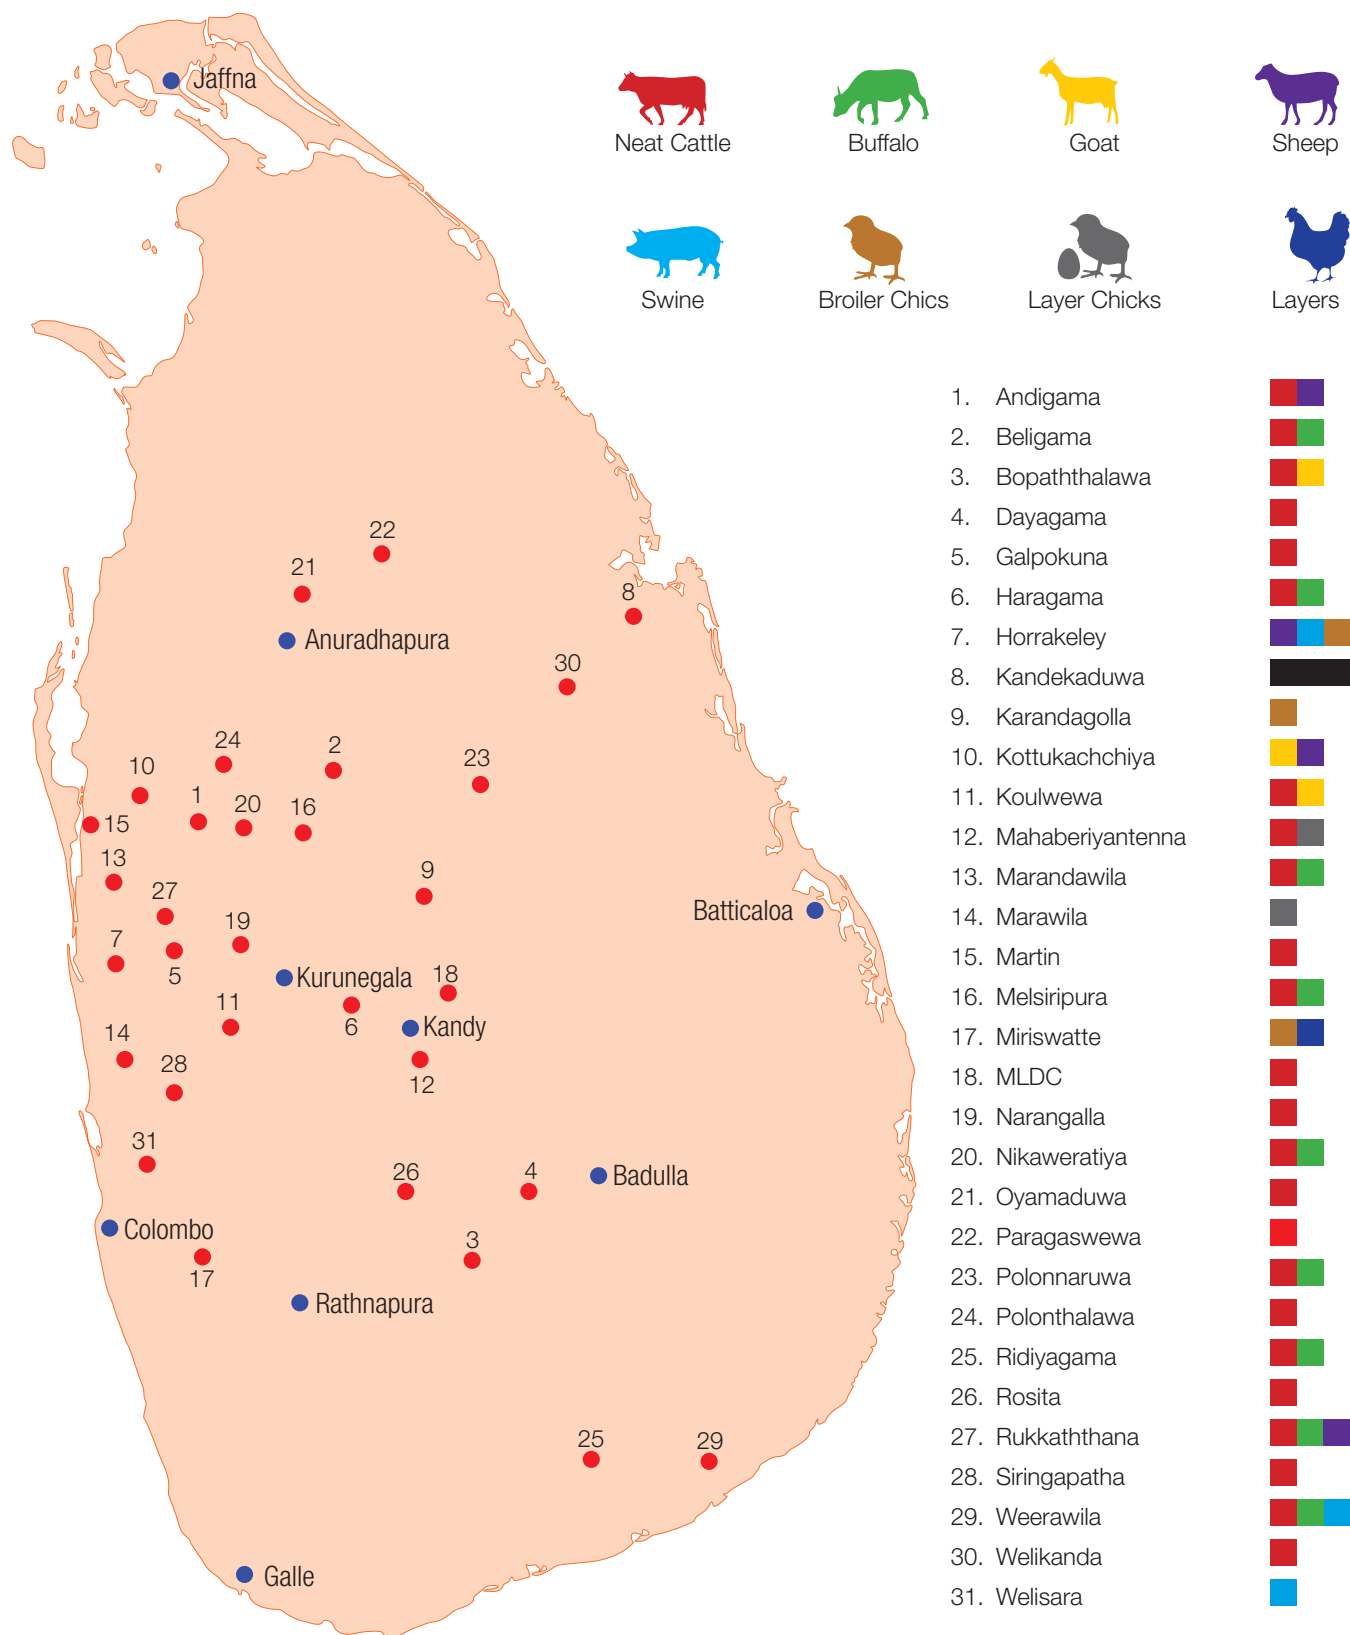 Jaffna
Neat Cattle
Buffalo
Goat
Sheep
Swine
Broiler Chics
Layer Chicks
Layers
22
21
8
Anuradhapura
30
24
2
23
10
1
20
16
15
13
27
9
Batticaloa
19
7
5
Kurunegala
18
11
6
Kandy
14
28
12
31
26
4
Badulla
Colombo
3
17
Rathnapura
25
29
Galle
1. Andigama
2. Beligama
3. Bopaththalawa
4. Dayagama
5. Galpokuna
6. Haragama
7. Horrakeley
8. Kandekaduwa
9. Karandagolla
10. Kottukachchiya
11. Koulwewa
12. Mahaberiyantenna
13. Marandawila
14. Marawila
15. Martin
16. Melsiripura
17. Miriswatte
18. MLDC
19. Narangalla
20. Nikaweratiya
21. Oyamaduwa
22. Paragaswewa
23. Polonnaruwa
24. Polonthalawa
25. Ridiyagama
26. Rosita
27. Rukkaththana
28. Siringapatha
29. Weerawila
30. Welikanda
31. Welisara